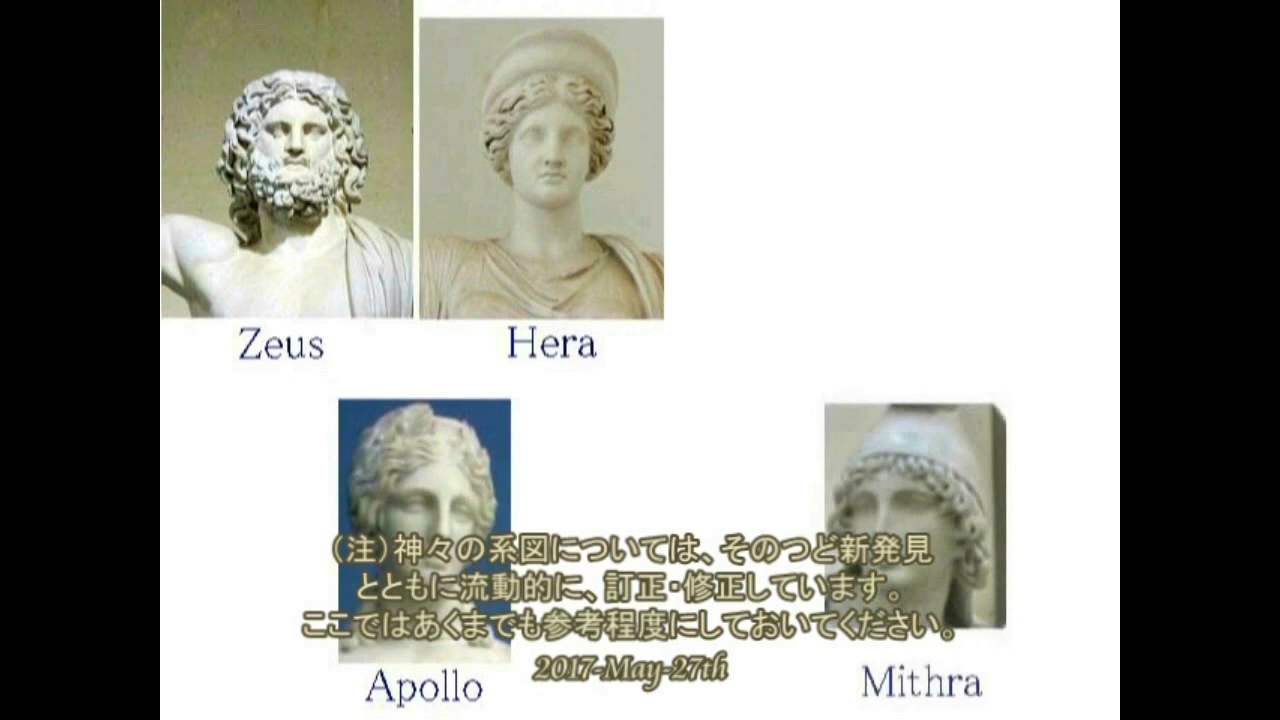 Zeus
Hera
(注)神々の系図については、そのつど新発見
とともに流動的に、訂正・修正しています。
ここではあくまでも参考程度にしておいてください。
2017-May-27th
Apollo
Mithra